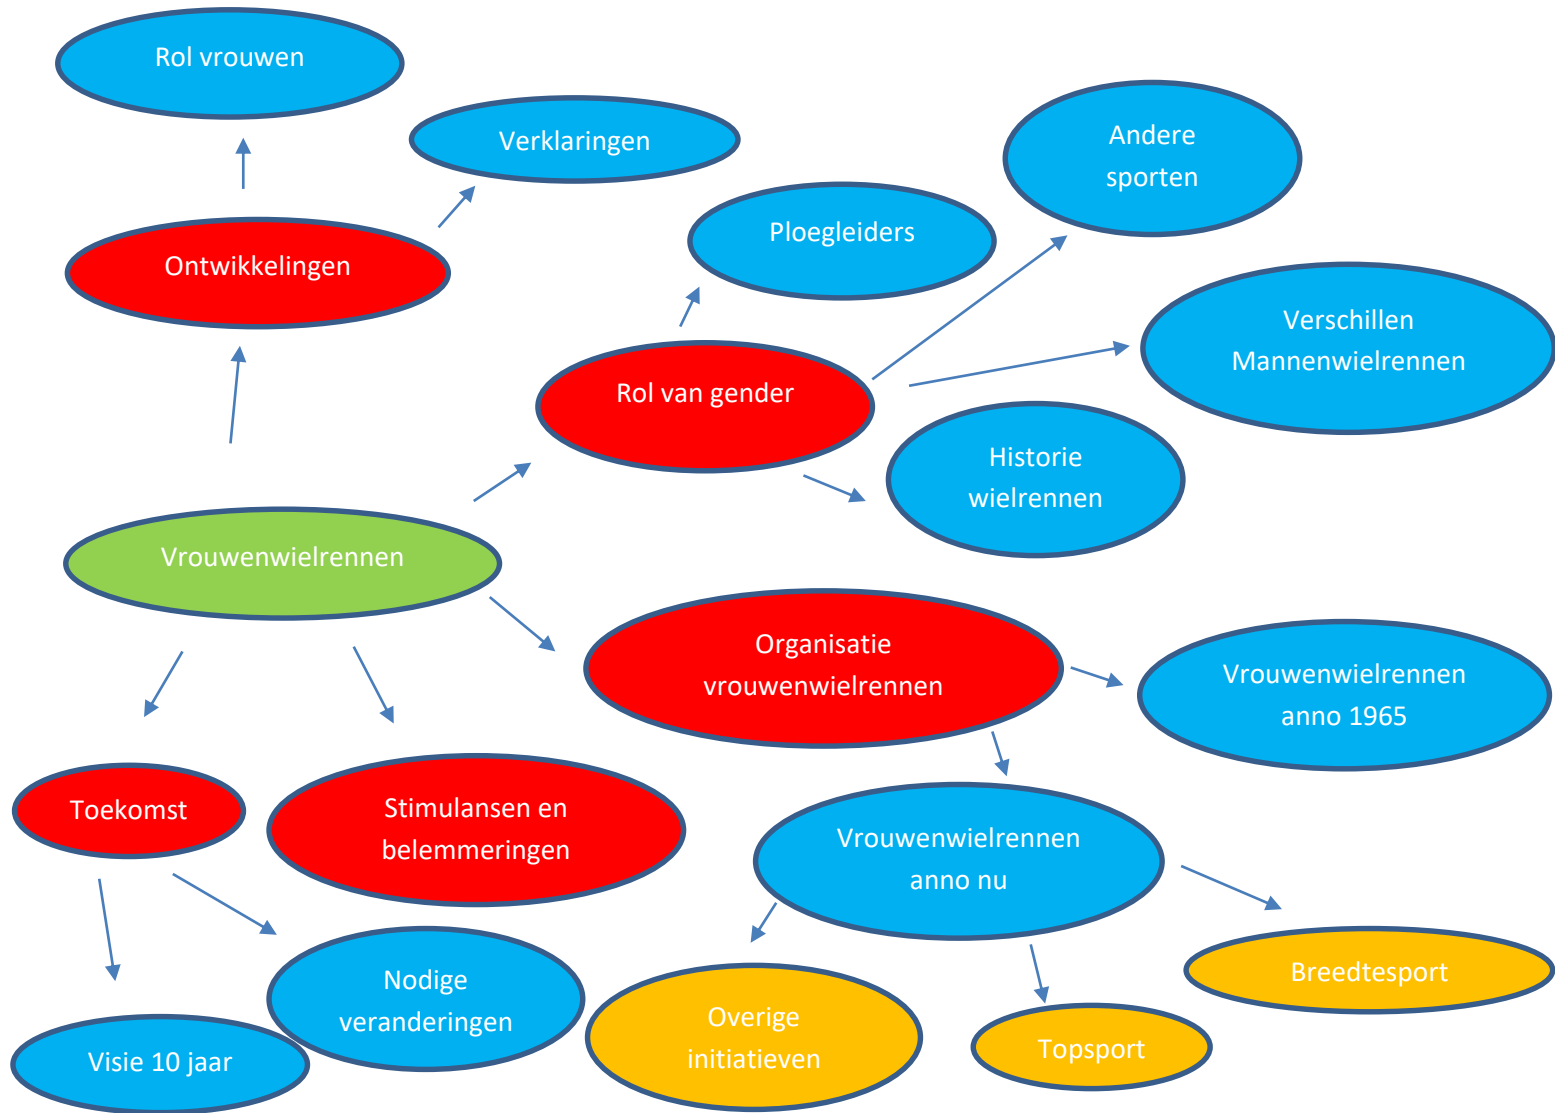 Rol vrouwen
Verklaringen
Andere
sporten
Ploegleiders
Ontwikkelingen
Verschillen
Mannenwielrennen
Rol van gender
Historie
wielrennen
Vrouwenwielrennen
Organisatie
vrouwenwielrennen
Vrouwenwielrennen
anno 1965
Toekomst
Stimulansen en
belemmeringen
Vrouwenwielrennen
anno nu
Nodige
veranderingen
Breedtesport
Overige
initiatieven
Topsport
Visie 10 jaar